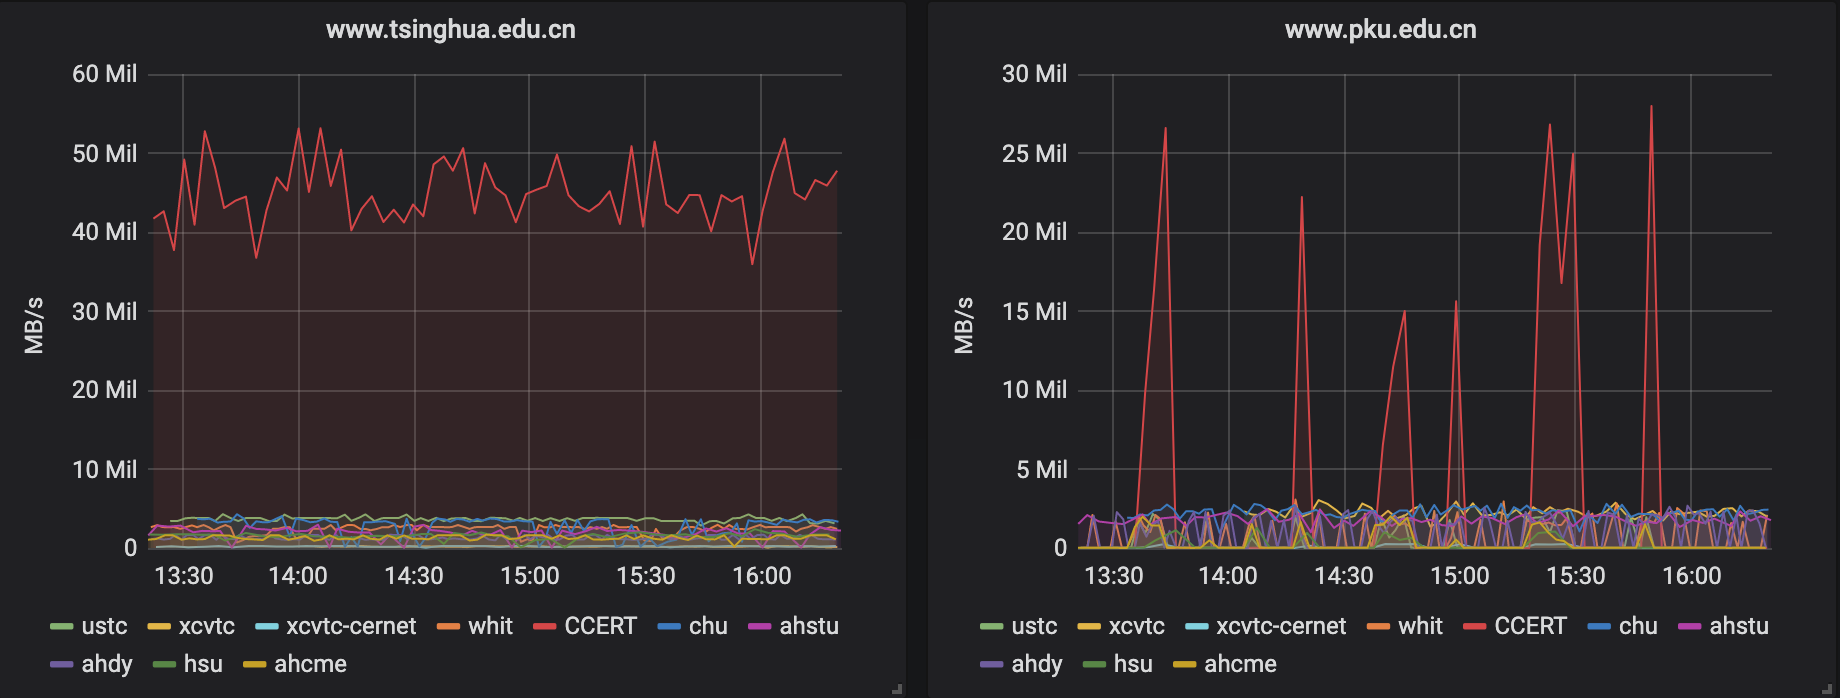 www.tsinghua.edu.cn
60 Mil
50 Mil
40 Mil
30 Mil
20 Mil
10 Mil
0
MB/s
13:30 14:00 14:30 15:00 15:30 16:00
ustc xcvtc xcvtc-cernet whit CCERT chu ahstu
ahdy hsu ahcme
www.pku.edu.cn
30 Mil
25 Mil
20 Mil
15 Mil
10 Mil
5 Mil
0
MB/s
13:30 14:00 14:30 15:00 15:30 16:00
ustc xcvtc xcvtc-cernet whit CCERT chu ahstu
ahdy hsu ahcme